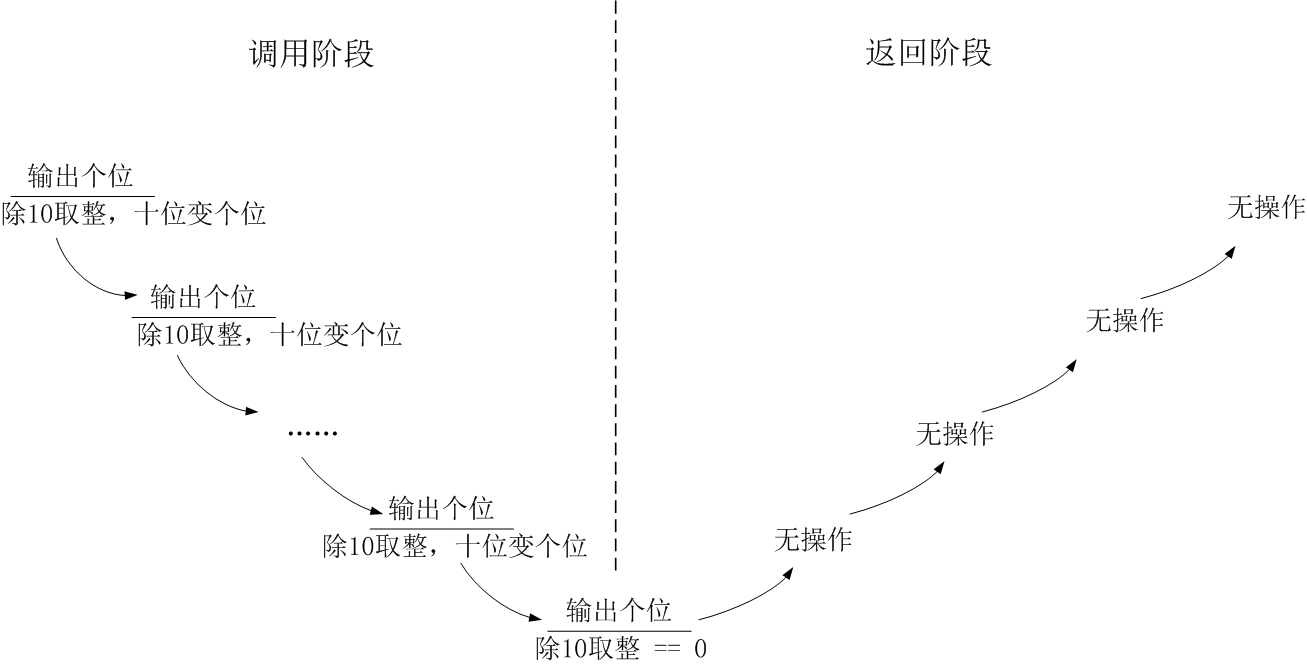 调用阶段
返回阶段
输出个位
除10取整，十位变个位
输出个位
除10取整，十位变个位
……
输出个位
除10取整，十位变个位
输出个位
除10取整 == 0
无操作
无操作
无操作
无操作